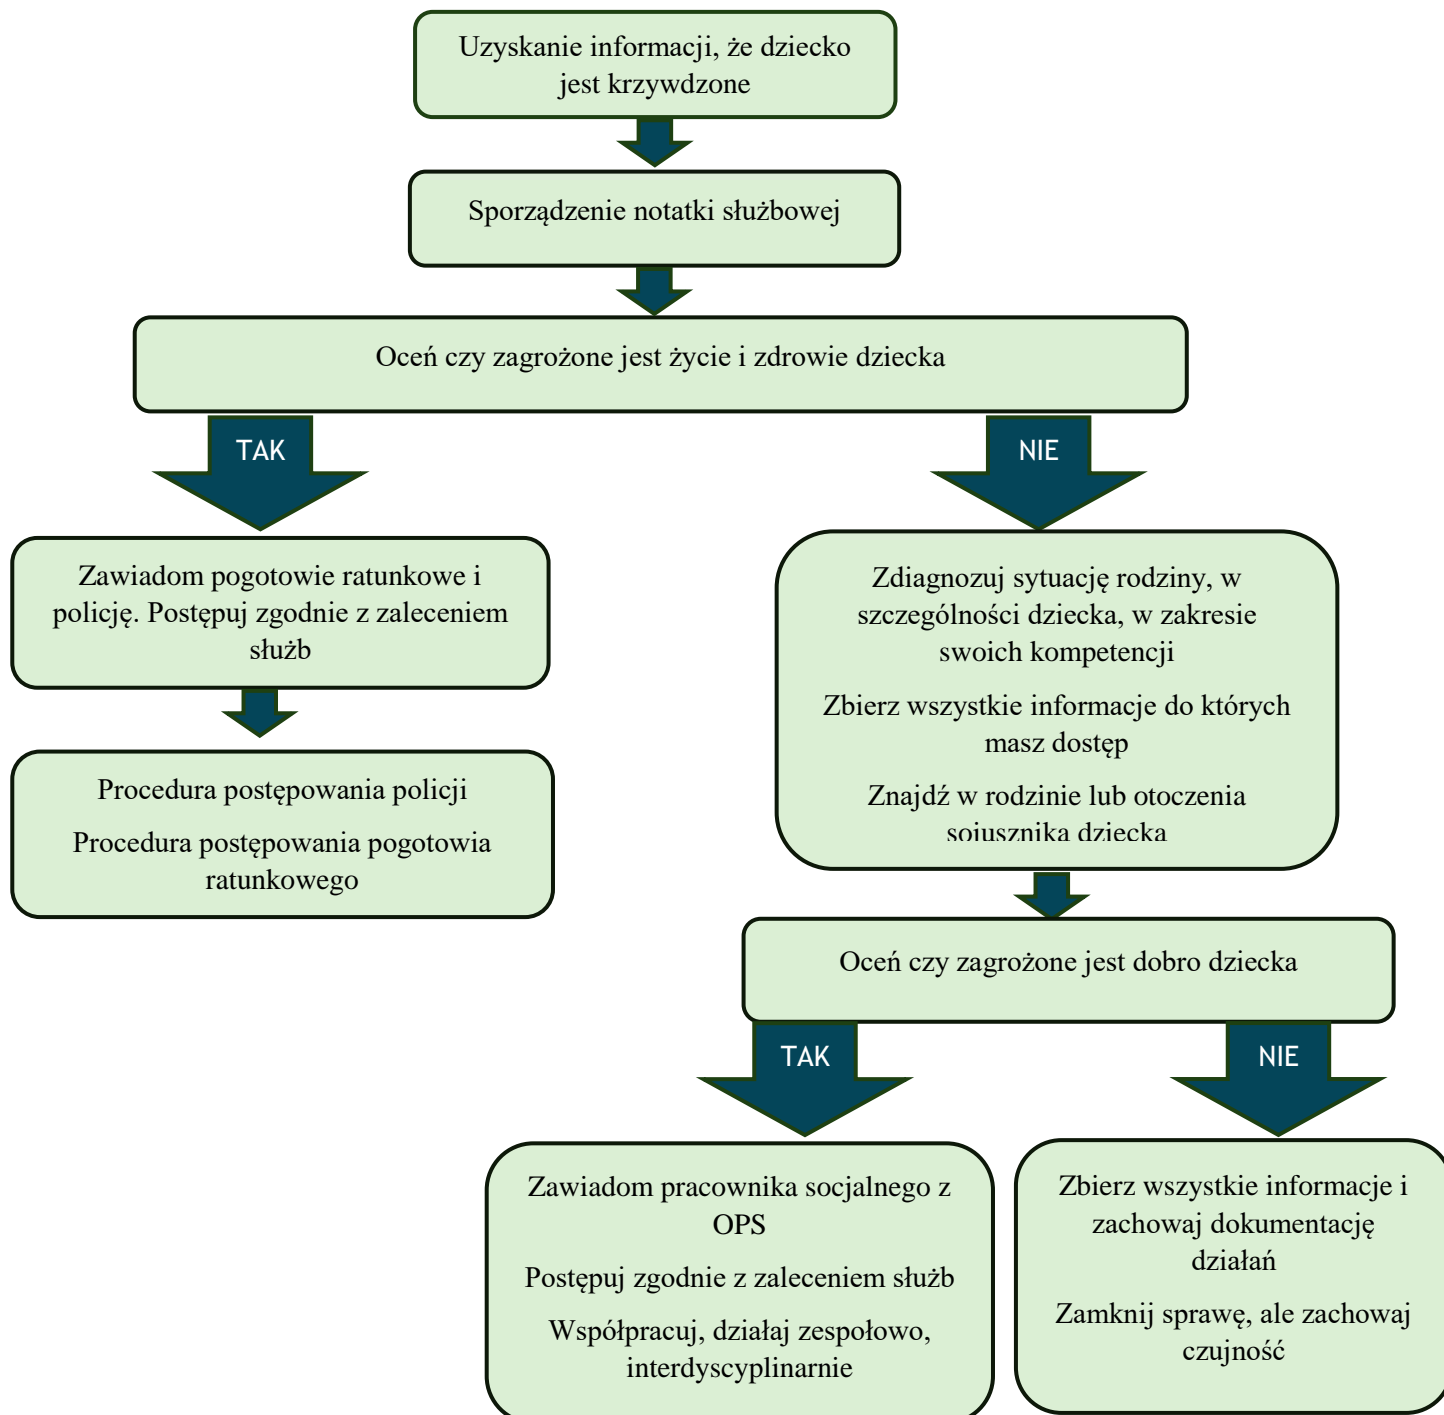 Uzyskanie informacji, że dziecko
jest krzywdzone
Sporządzenie notatki służbowej
Oceń czy zagrożone jest życie i zdrowie dziecka
TAK
NIE
Zawiadom pogotowie ratunkowe i
policję. Postępuj zgodnie z zaleceniem
służb
Procedura postępowania policji
Procedura postępowania pogotowia
ratunkowego
Zdiagnozuj sytuację rodziny, w
szczególności dziecka, w zakresie
swoich kompetencji
Zbierz wszystkie informacje do których
masz dostęp
Znajdź w rodzinie lub otoczenia
sojusznika dziecka
Oceń czy zagrożone jest dobro dziecka
TAK
NIE
Zawiadom pracownika socjalnego z
OPS
Postępuj zgodnie z zaleceniem służb
Współpracuj, działaj zespołowo,
interdyscyplinarnie
Zbierz wszystkie informacje i
zachowaj dokumentację
działań
Zamknij sprawę, ale zachowaj
czujność